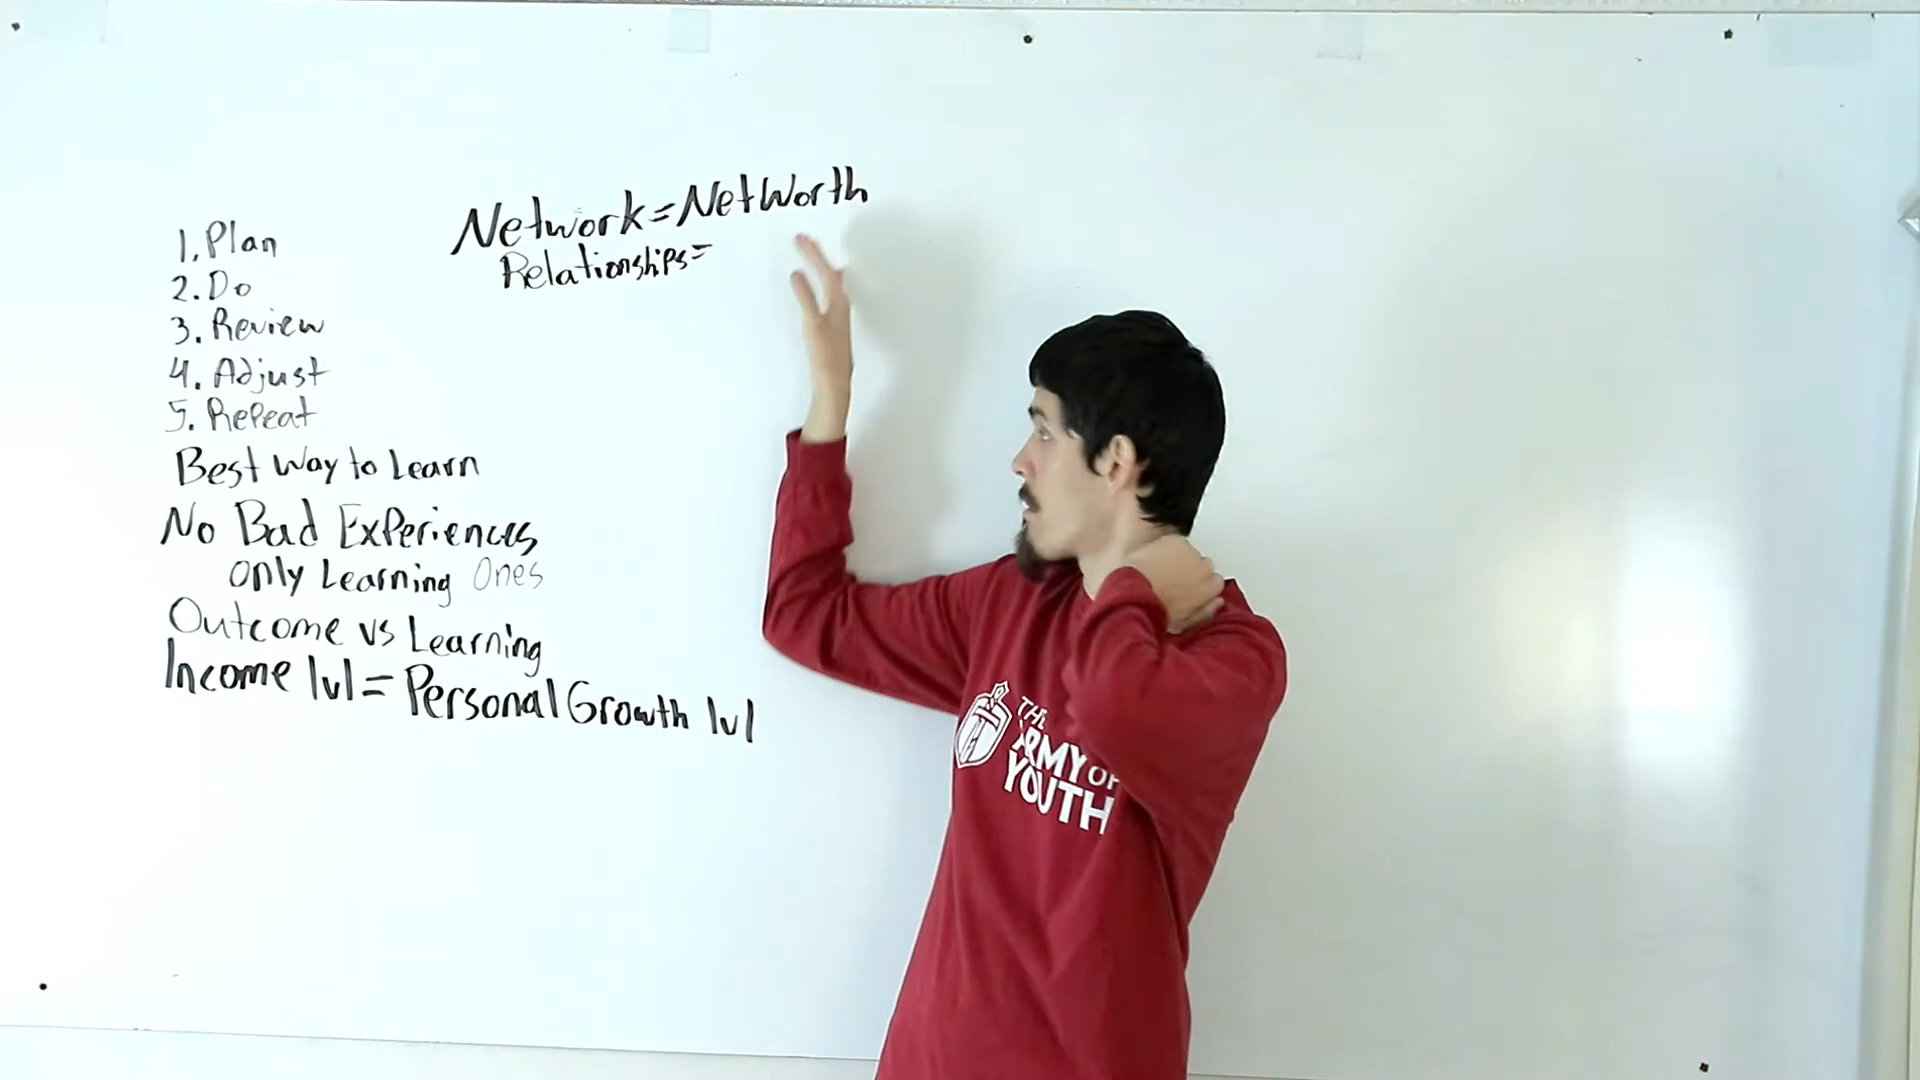 1. Plan
2. Do
3. Review
4. Adjust
5. Repeat
Best Way to Learn
No Bad Experiences
only Learning Ones
Outcome vs Learning
Income lvl = Personal Growth lvl
Network = NetWorth
Relationships =
THE
ARMY OF
YOUTH